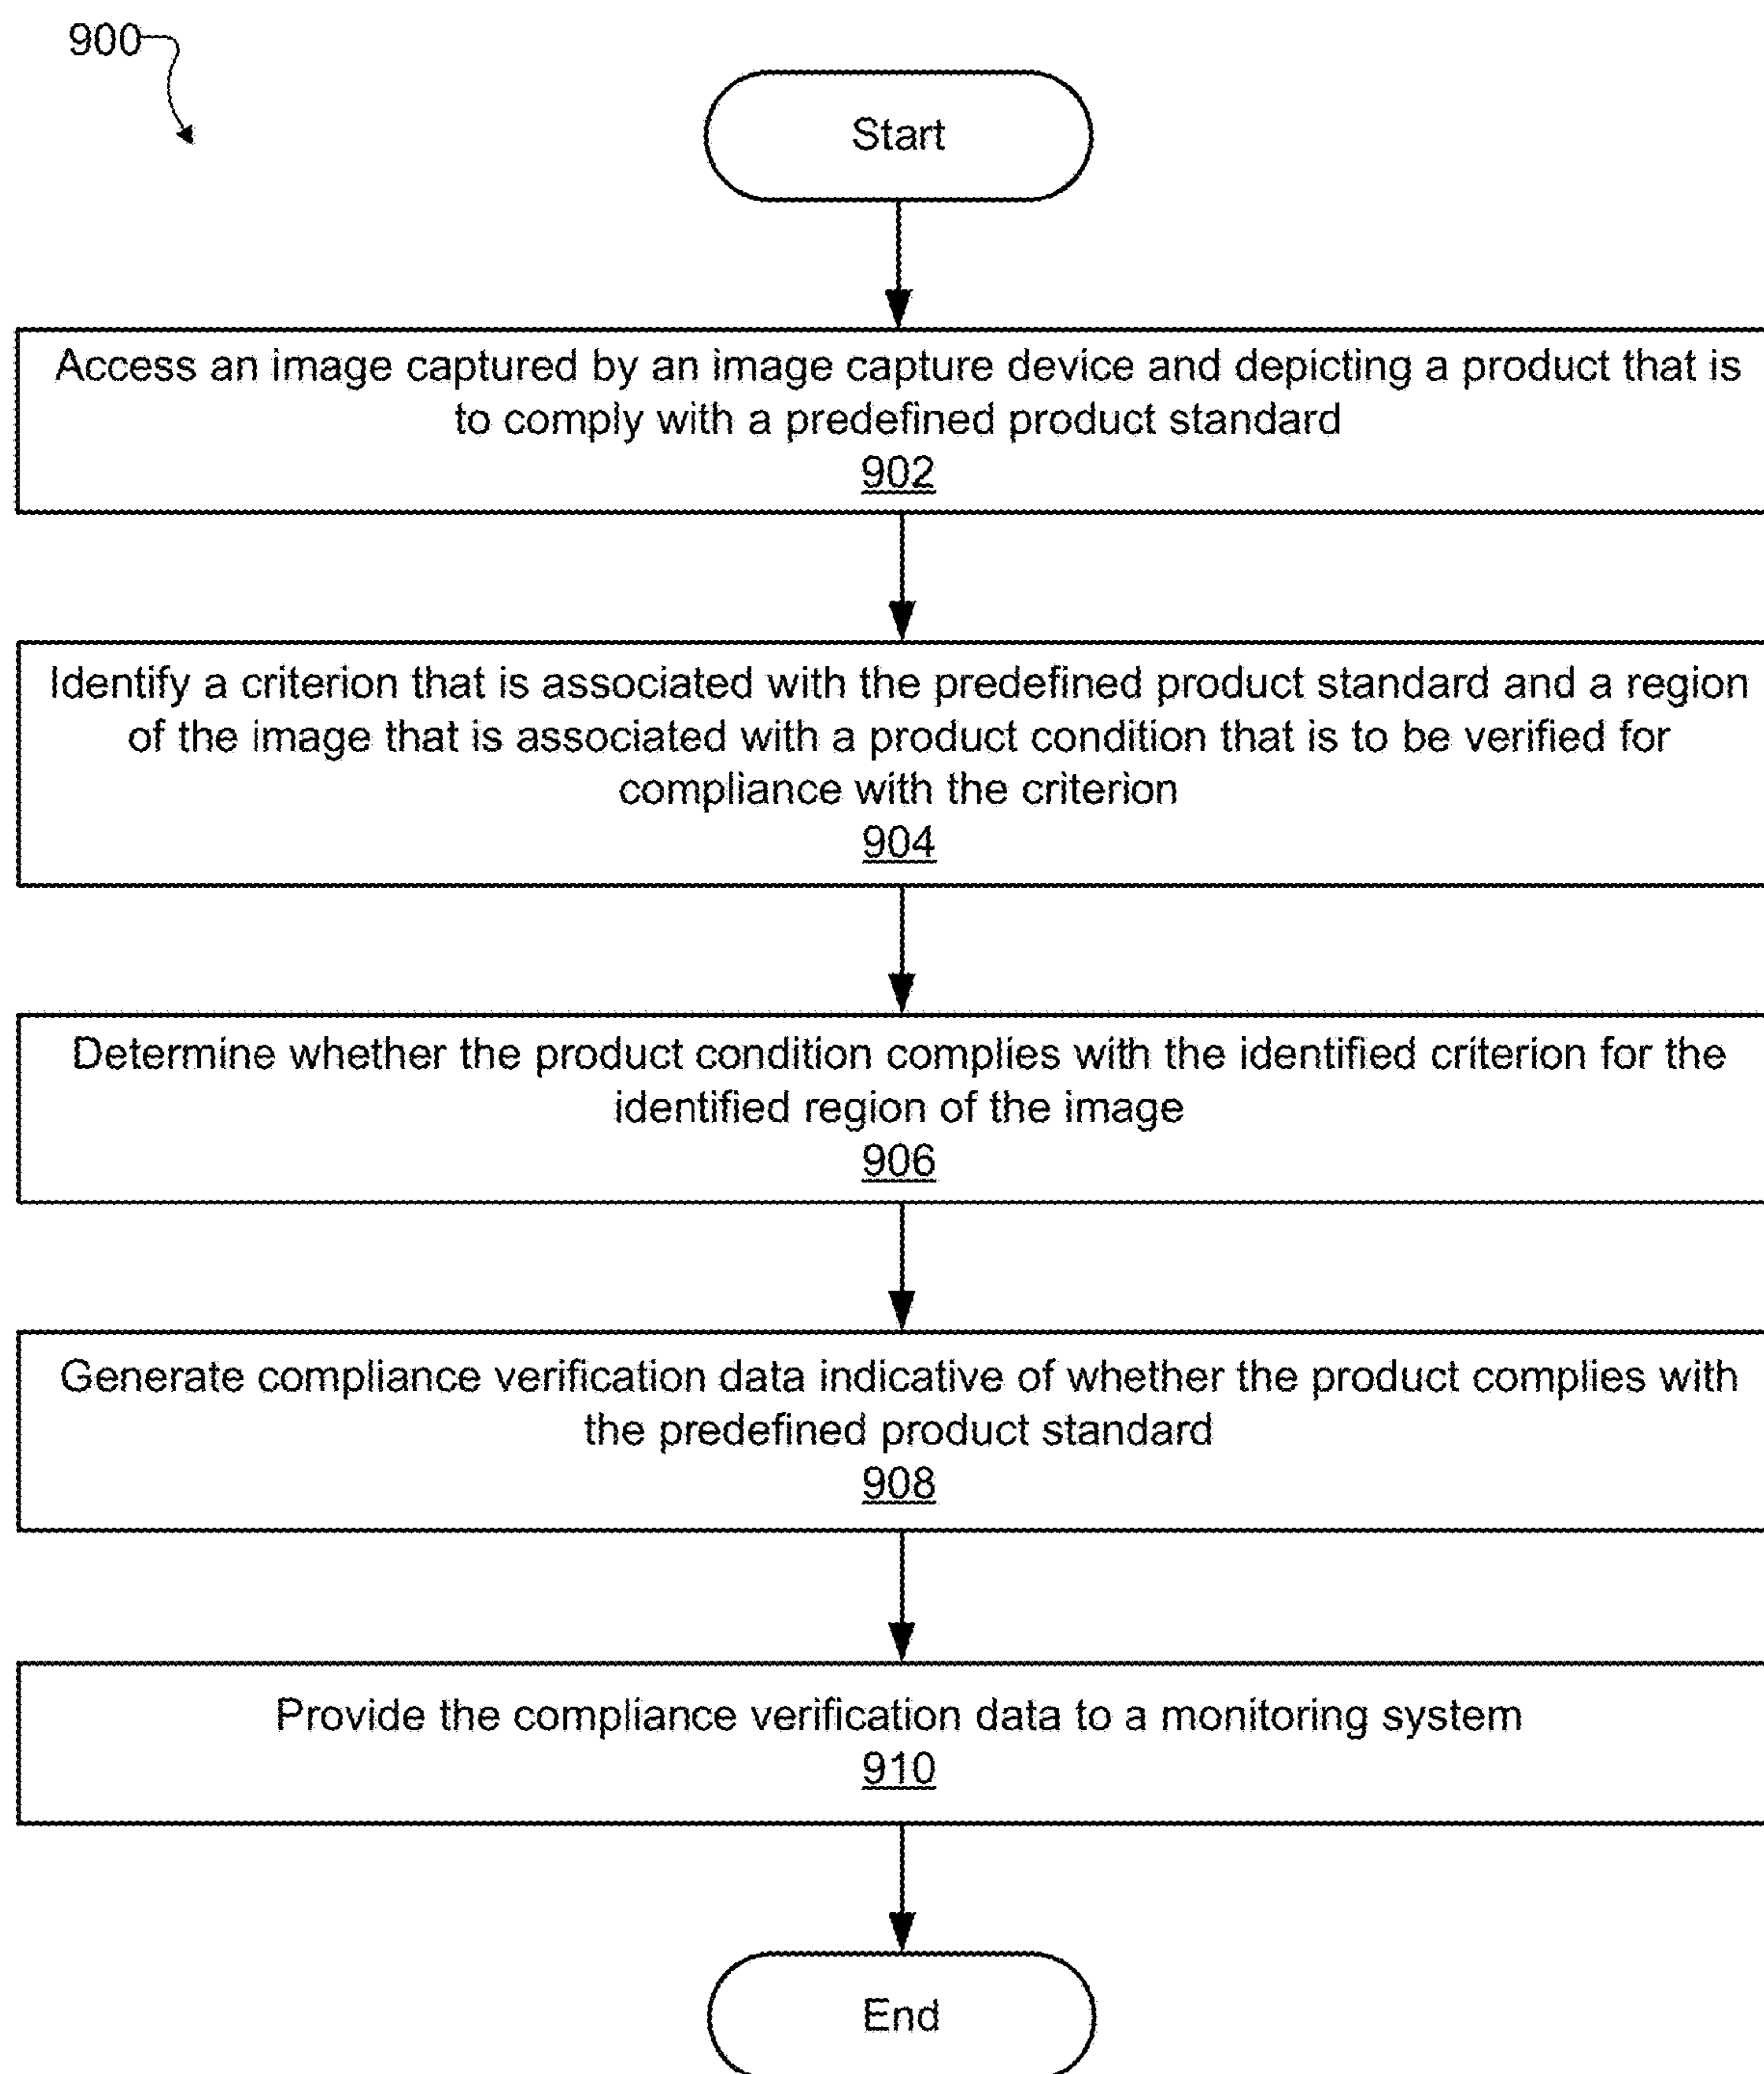 900
Start
Access an image captured by an image capture device and depicting a product that is
to comply with a predefined product standard
902
Identify a criterion that is associated with the predefined product standard and a region
of the image that is associated with a product condition that is to be verified for
compliance with the criterion
904
Determine whether the product condition complies with the identified criterion for the
identified region of the image
906
Generate compliance verification data indicative of whether the product complies with
the predefined product standard
908
Provide the compliance verification data to a monitoring system
910
End